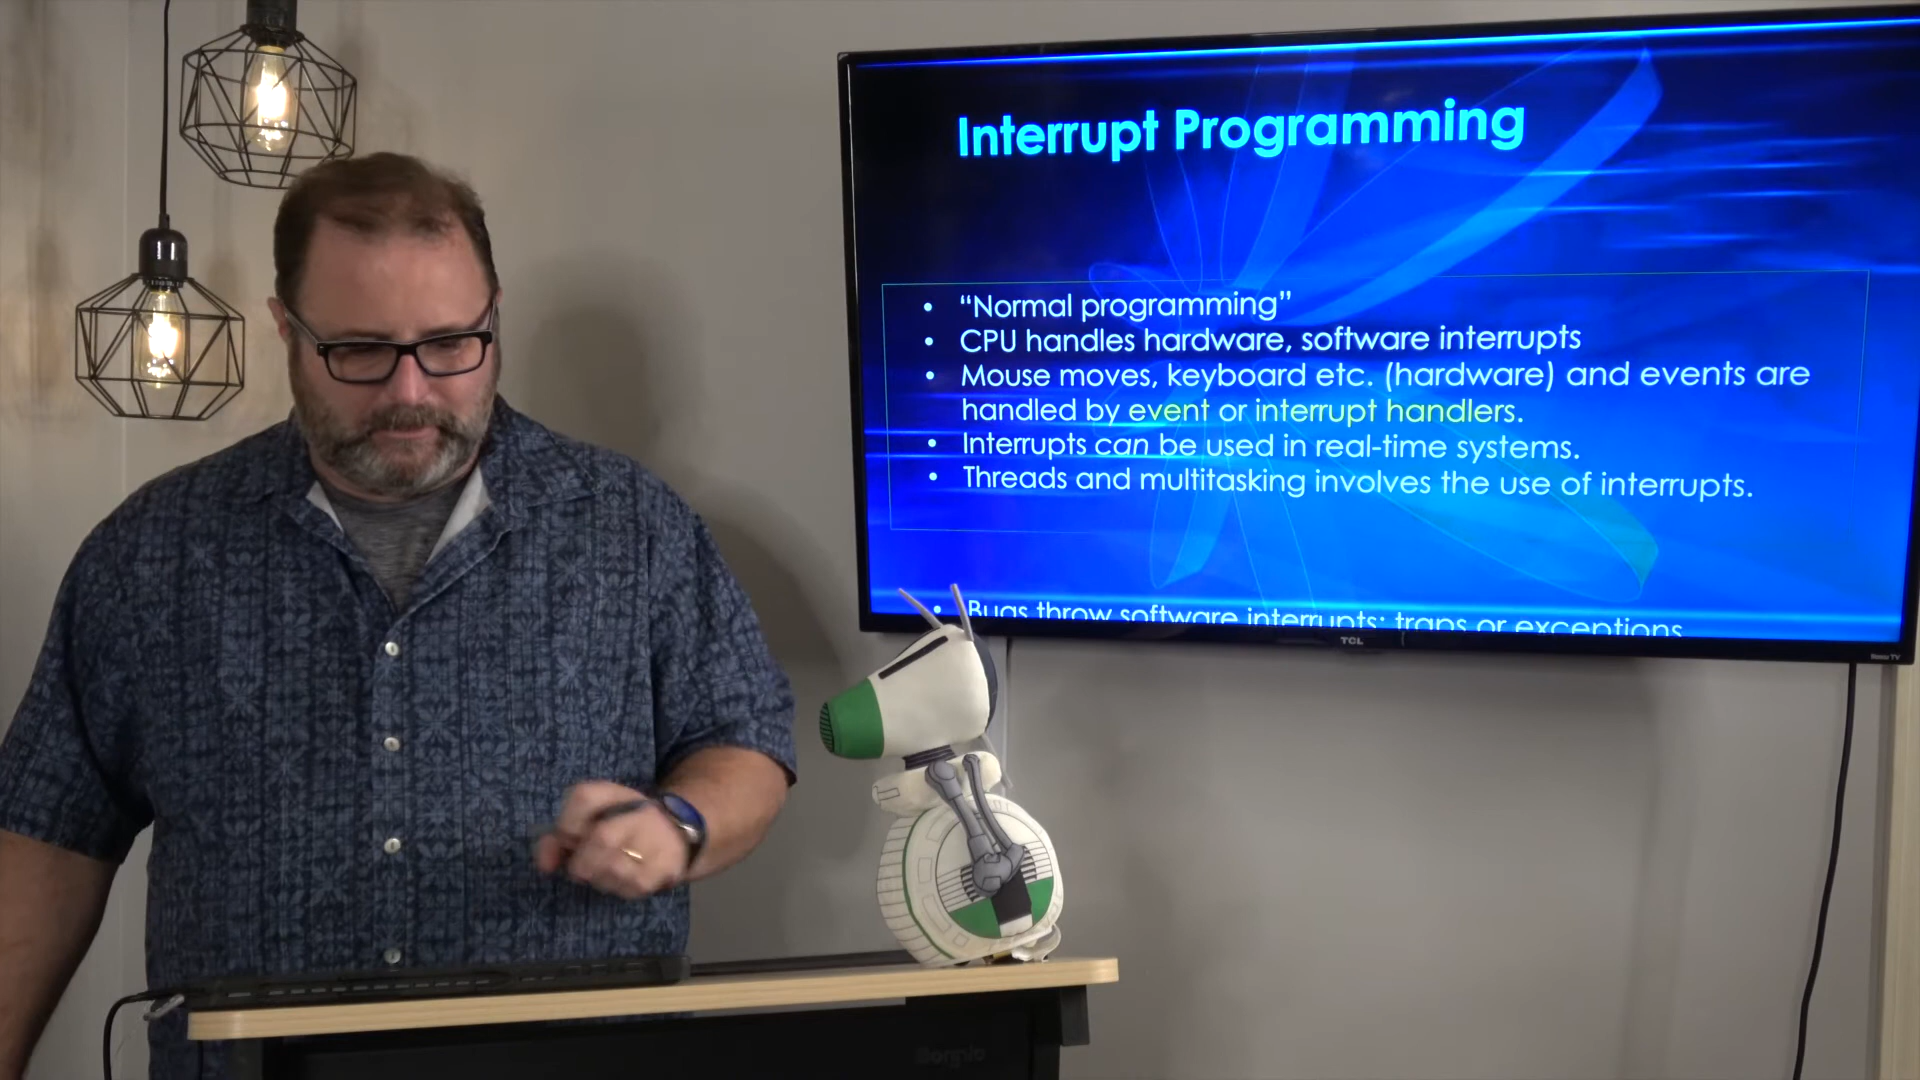 Interrupt Programming
• “Normal programming”
• CPU handles hardware, software interrupts
• Mouse moves, keyboard etc. (hardware) and events are
handled by event or interrupt handlers.
• Interrupts can be used in real-time systems.
• Threads and multitasking involves the use of interrupts.
• Bugs throw software interrupts: traps or exceptions
TCL
Roku TV